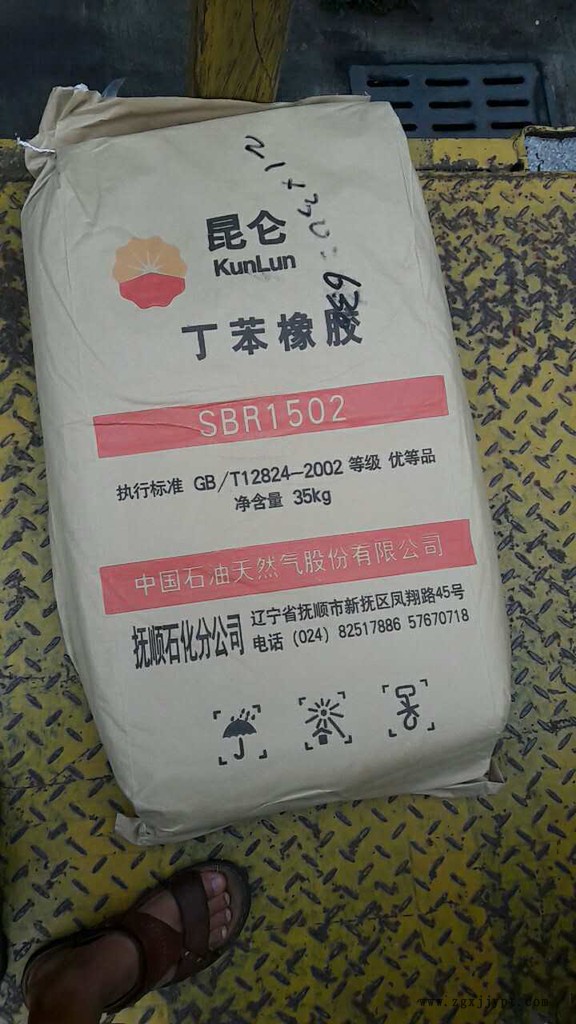 21+30=63
昆仑
KunLun
丁苯橡胶
SBR1502
执行标准 GB/T12824—2002 等级 优等品
净含量 35kg
中国石油天然气股份有限公司
抚顺石化分公司
辽宁省抚顺市新抚区凤翔路45号
电话 (024) 82517886 57670718